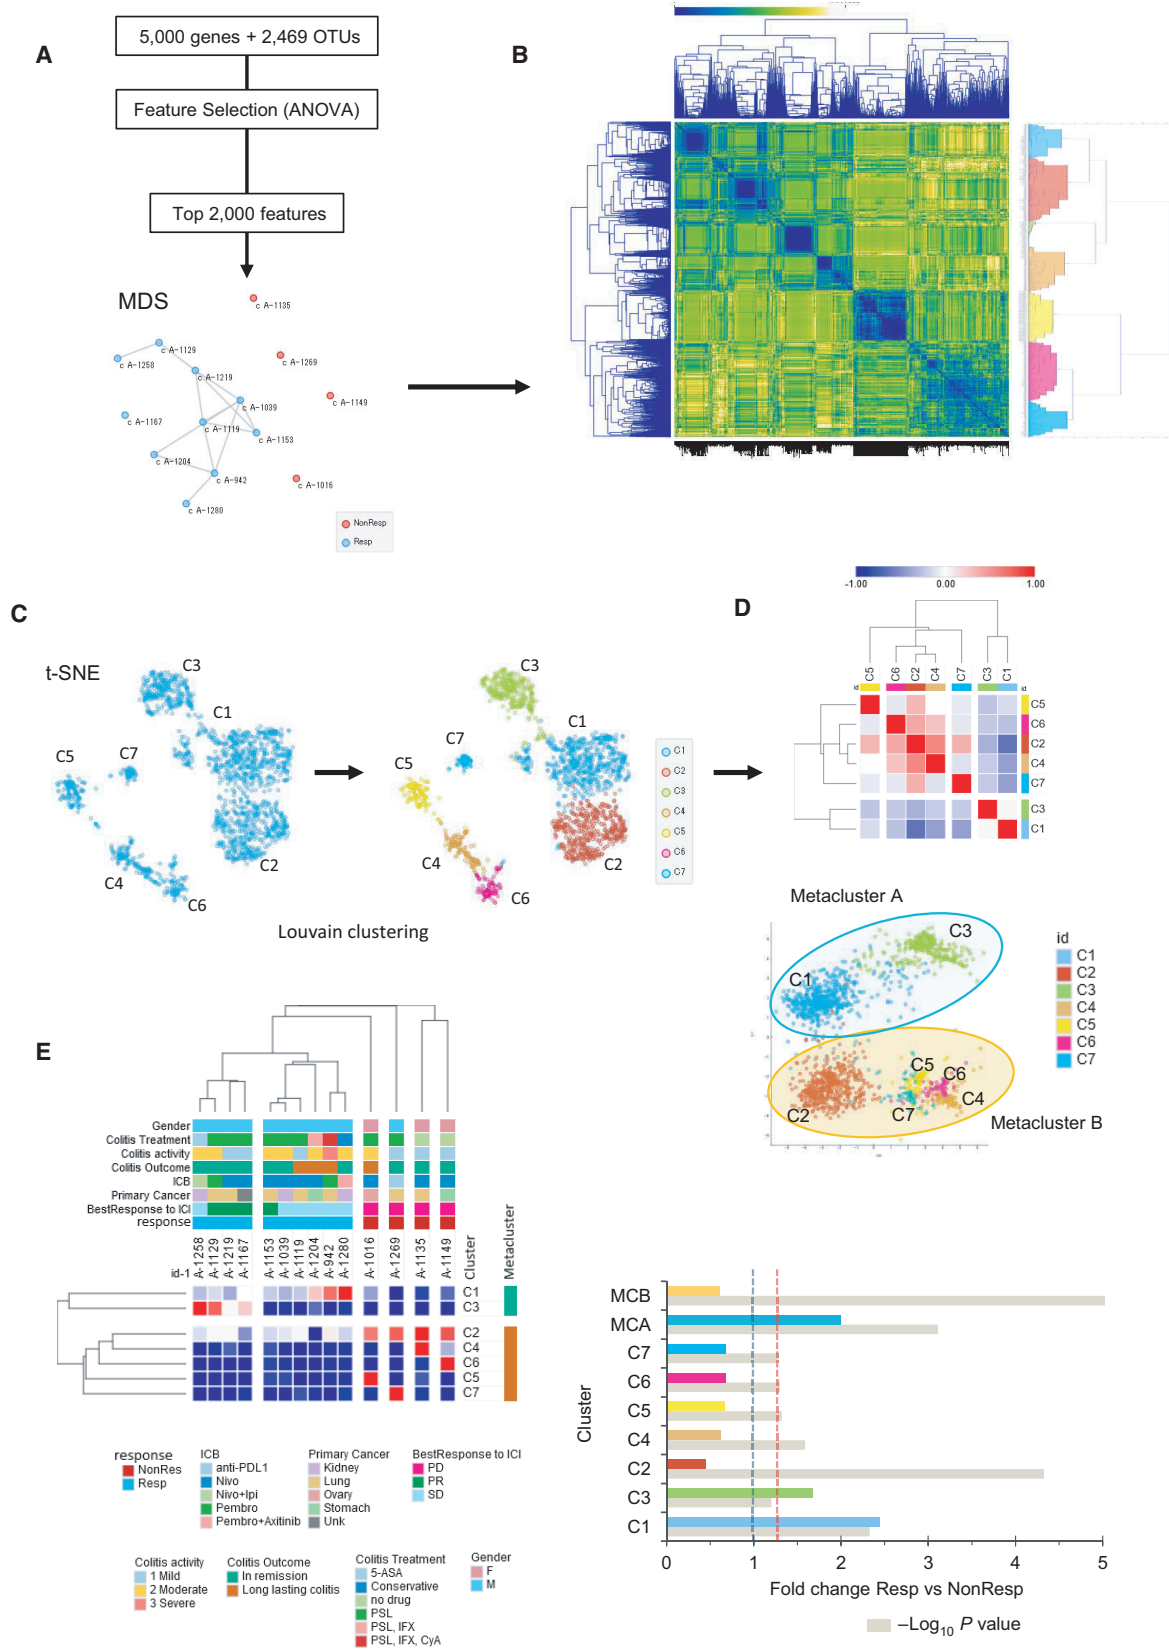 A
5,000 genes + 2,469 OTUs
Feature Selection (ANOVA)
Top 2,000 features
MDS
c A-1135
c A-1129
c A-1258
c A-1269
c A-1219
c A-1149
c A-1039
c A-1167
c A-1119
c A-1153
c A-1204
c A-942
c A-1016
c A-1280
NonResp
Resp
B
C
t-SNE
C3
C1
C7
C5
C2
C4
C6
C3
C1
C7
C5
C4
C2
C6
C1
C2
C3
C4
C5
C6
C7
Louvain clustering
D
-1.00 0.00 1.00
C5 C6 C2 C4 C7 C3 C1
id id
C5
C6
C2
C4
C7
C3
C1
Metacluster A
C3
C1
C5
C6
C2
C7
C4
Metacluster B
id
C1
C2
C3
C4
C5
C6
C7
E
Gender
Colitis Treatment
Colitis activity
Colitis Outcome
ICB
Primary Cancer
BestResponse to ICI
response
id-1
A-1258 A-1129 A-1219 A-1167 A-1153 A-1039 A-1119 A-1204 A-942 A-1280 A-1016 A-1269 A-1135 A-1149
Cluster
Metacluster
C1
C3
C2
C4
C6
C5
C7
response
NonRes
Resp
ICB
anti-PDL1
Nivo
Nivo+Ipi
Pembro
Pembro+Axitinib
Primary Cancer
Kidney
Lung
Ovary
Stomach
Unk
BestResponse to ICI
PD
PR
SD
Colitis activity
1 Mild
2 Moderate
3 Severe
Colitis Outcome
In remission
Long lasting colitis
Colitis Treatment
5-ASA
Conservative
no drug
PSL
PSL, IFX
PSL, IFX, CyA
Gender
F
M
Cluster
MCB
MCA
C7
C6
C5
C4
C2
C3
C1
0 1 2 3 4 5
Fold change Resp vs NonResp
–Log10 P value